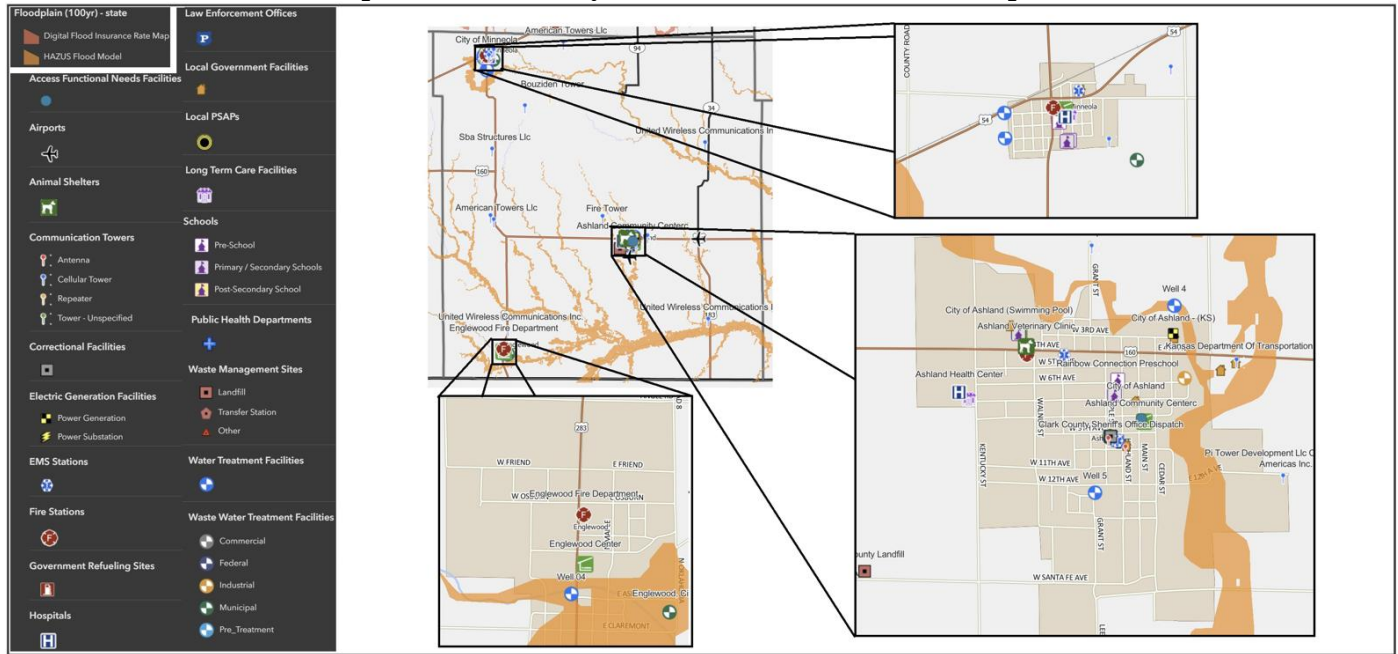 Floodplain (100yr) - state
Digital Flood Insurance Rate Map
HAZUS Flood Model
Access Functional Needs Facilities
Airports
Animal Shelters
Communication Towers
Antenna
Cellular Tower
Repeater
Tower - Unspecified
Correctional Facilities
Electric Generation Facilities
Power Generation
Power Substation
EMS Stations
Fire Stations
F
Government Refueling Sites
Hospitals
H
Law Enforcement Offices
P
Local Government Facilities
Local PSAPs
Long Term Care Facilities
Schools
Pre-School
Primary / Secondary Schools
Post-Secondary School
Public Health Departments
Waste Management Sites
Landfill
Transfer Station
Other
Water Treatment Facilities
Waste Water Treatment Facilities
Commercial
Federal
Industrial
Municipal
Pre_Treatment
American Towers Llc
City of Minneola
94
Bouziden Tower
34
Sba Structures Llc
United Wireless Communications In
160
American Towers Llc
Fire Tower
Ashland Community Centerc
United Wireless Communications Inc.
United Wireless Communications I
183
Englewood Fire Department
F
COUNTY ROAD
54
F
Minneola
H
54
283
W FRIEND
E FRIEND
Englewood Fire Department
F
Englewood
N MAPLE
Englewood Center
Well 04
N OKLAHOMA
E CLAREMONT
GRANT ST
Well 4
City of Ashland (Swimming Pool)
City of Ashland - (KS)
W 3RD AVE
Ashland Veterinary Clinic
Kansas Department Of Transportation
160
Rainbow Connection Preschool
Ashland Health Center
W 6TH AVE
City of Ashland
H
Ashland Community Centerc
WALNUT ST
Clark County Sheriff's Office Dispatch
KENTUCKY ST
W 11TH AVE
MAIN ST
CEDAR ST
Pi Tower Development Llc C
Americas Inc.
E 12TH AVE
W 12TH AVE
Well 5
GRANT ST
unty Landfill
W SANTA FE AVE
LEE